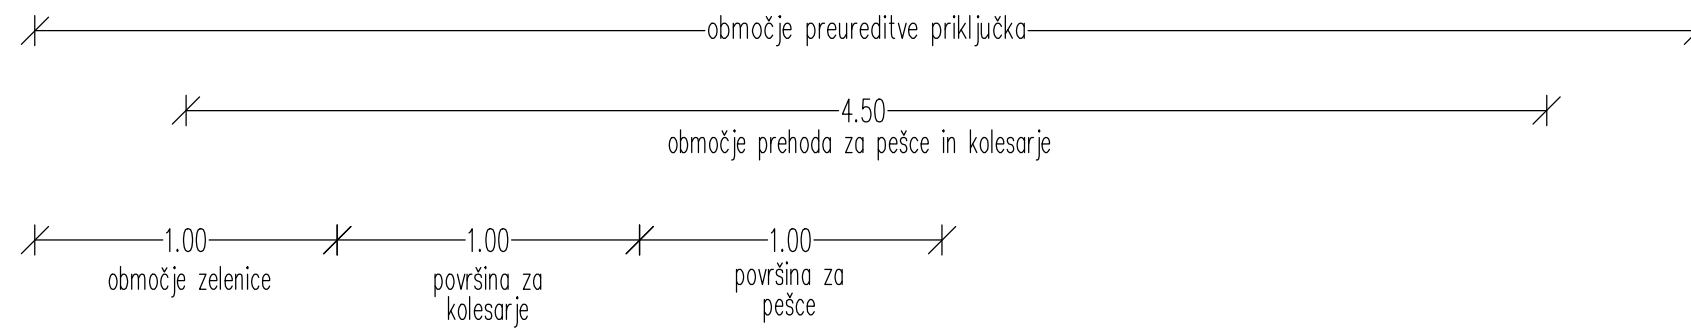 območje preureditve priključka
4.50
območje prehoda za pešce in kolesarje
1.00
območje zelenice
1.00
površina za
kolesarje
1.00
površina za
pešce